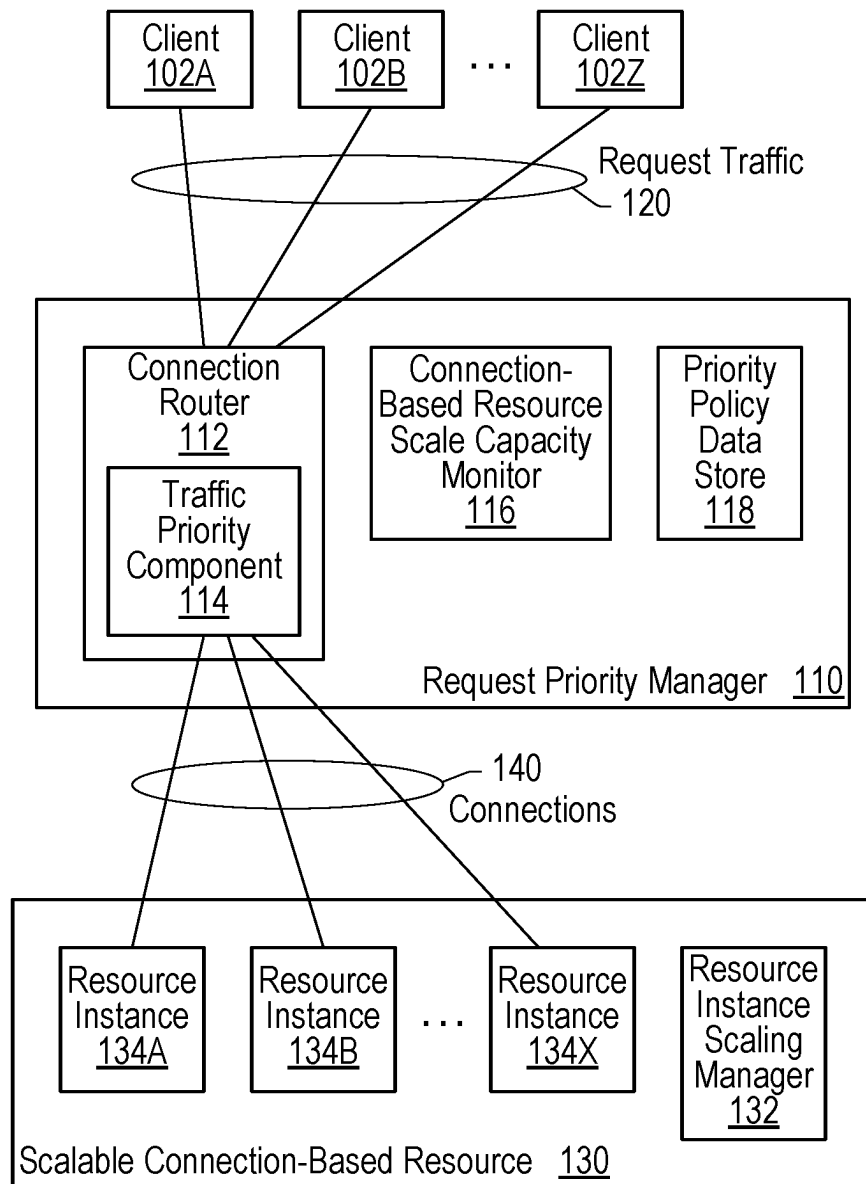 Client
102A
Client
102B
...
Client
102Z
Request Traffic
120
Connection
Router
112
Traffic
Priority
Component
114
Connection-
Based Resource
Scale Capacity
Monitor
116
Priority
Policy
Data
Store
118
Request Priority Manager 110
140
Connections
Resource
Instance
134A
Resource
Instance
134B
...
Resource
Instance
134X
Resource
Instance
Scaling
Manager
132
Scalable Connection-Based Resource 130